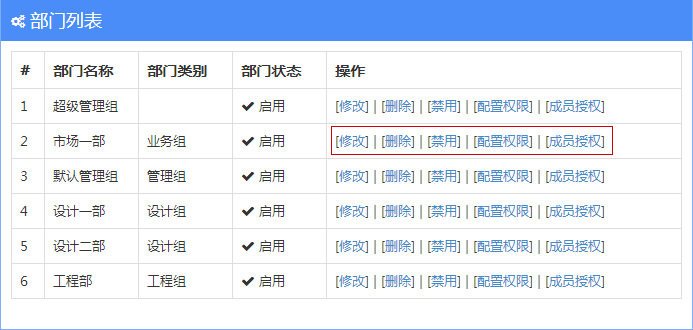 部门列表
# 部门名称 部门类别 部门状态 操作
1 超级管理组 启用 [修改] | [删除] | [禁用] | [配置权限] | [成员授权]
2 市场一部 业务组 启用 [修改] | [删除] | [禁用] | [配置权限] | [成员授权]
3 默认管理组 管理组 启用 [修改] | [删除] | [禁用] | [配置权限] | [成员授权]
4 设计一部 设计组 启用 [修改] | [删除] | [禁用] | [配置权限] | [成员授权]
5 设计二部 设计组 启用 [修改] | [删除] | [禁用] | [配置权限] | [成员授权]
6 工程部 工程组 启用 [修改] | [删除] | [禁用] | [配置权限] | [成员授权]